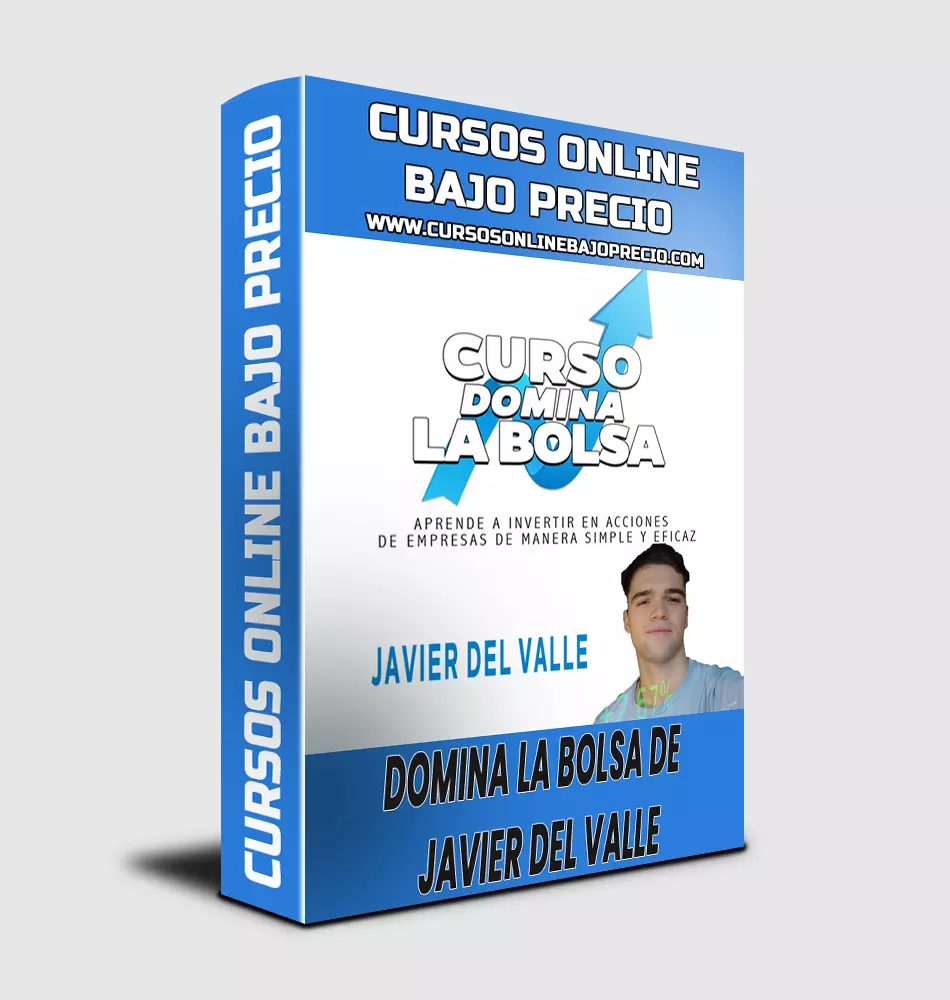 CURSOS ONLINE BAJO PRECIO
CURSOS ONLINE
BAJO PRECIO
WWW.CURSOSONLINEBAJOPRECIO.COM
CURSO
DOMINA
LA BOLSA
APRENDE A INVERTIR EN ACCIONES
DE EMPRESAS DE MANERA SIMPLE Y EFICAZ
JAVIER DEL VALLE
DOMINA LA BOLSA DE
JAVIER DEL VALLE